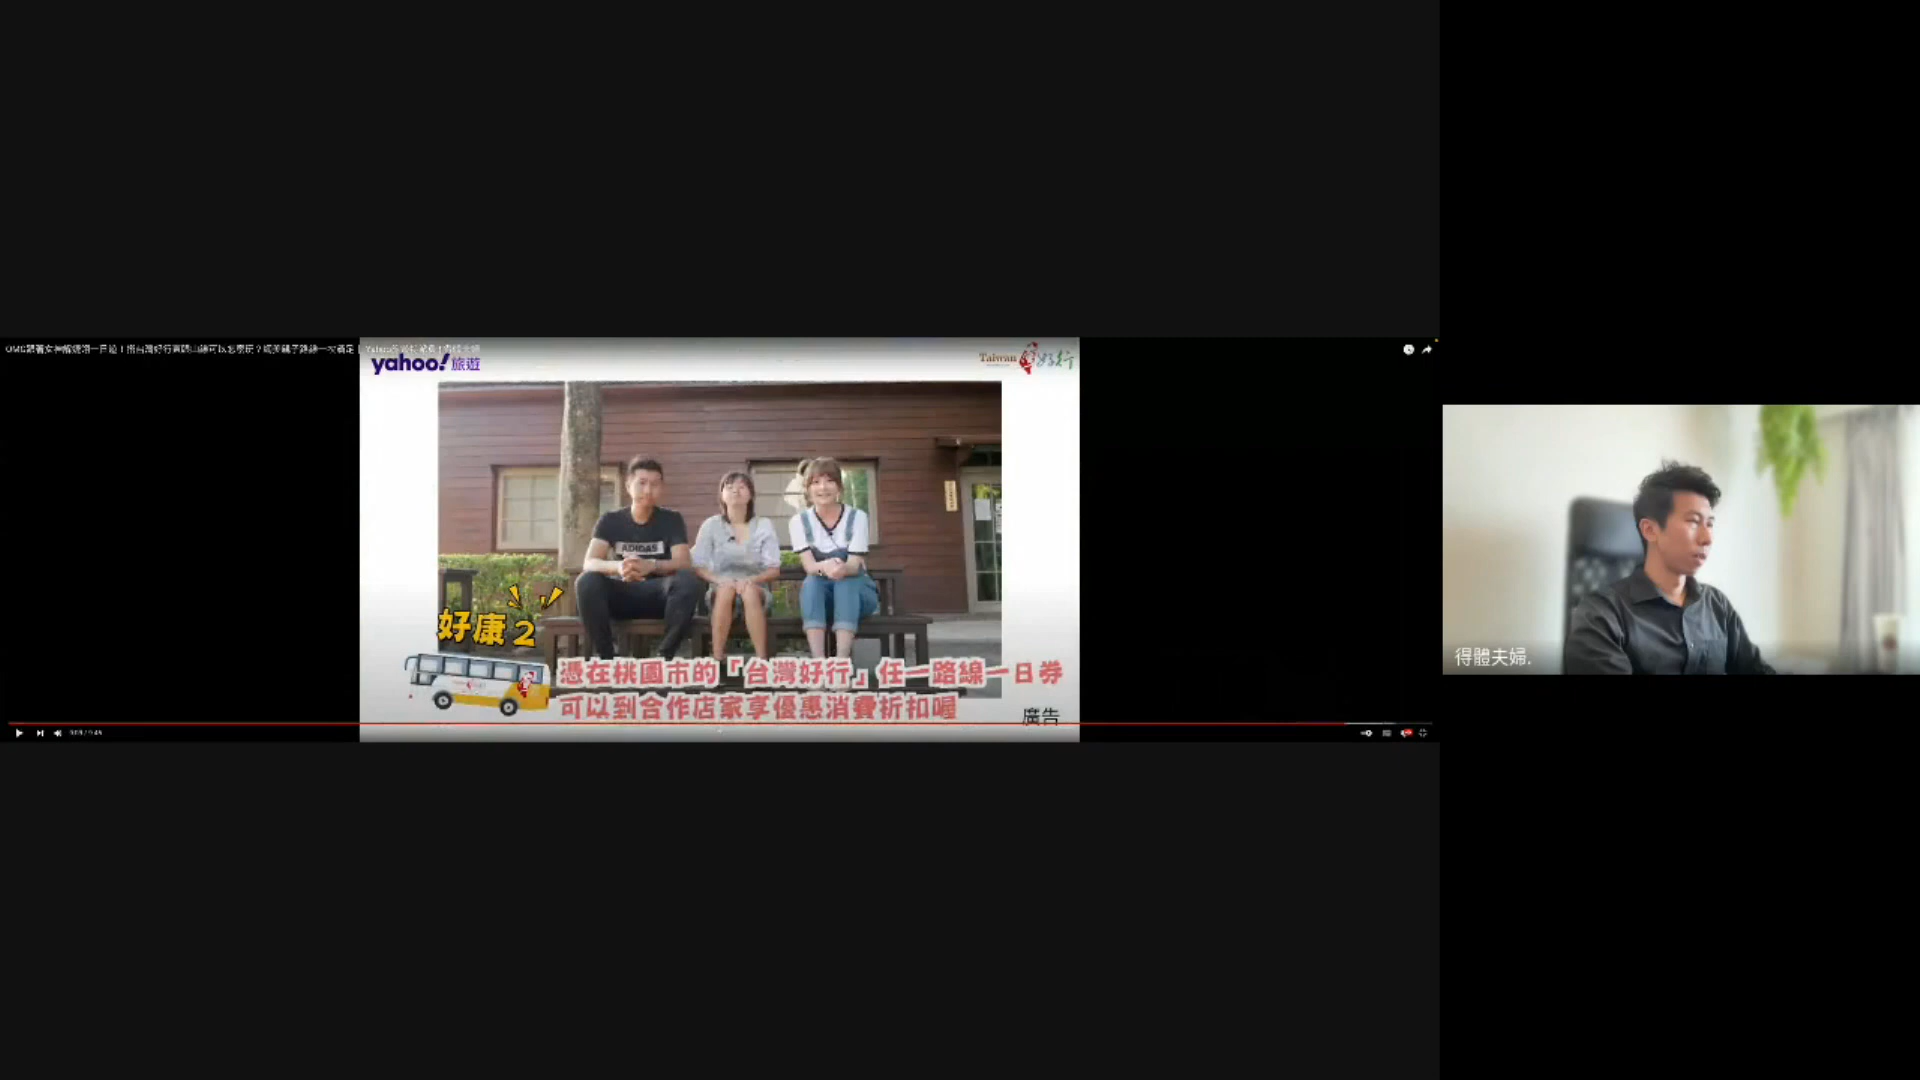 yahoo!旅遊
Taiwan 好行
ADIDAS
好康2
憑在桃園市的「台灣好行」任一路線一日券
可以到合作店家享優惠消費折扣喔
廣告
得體夫婦.